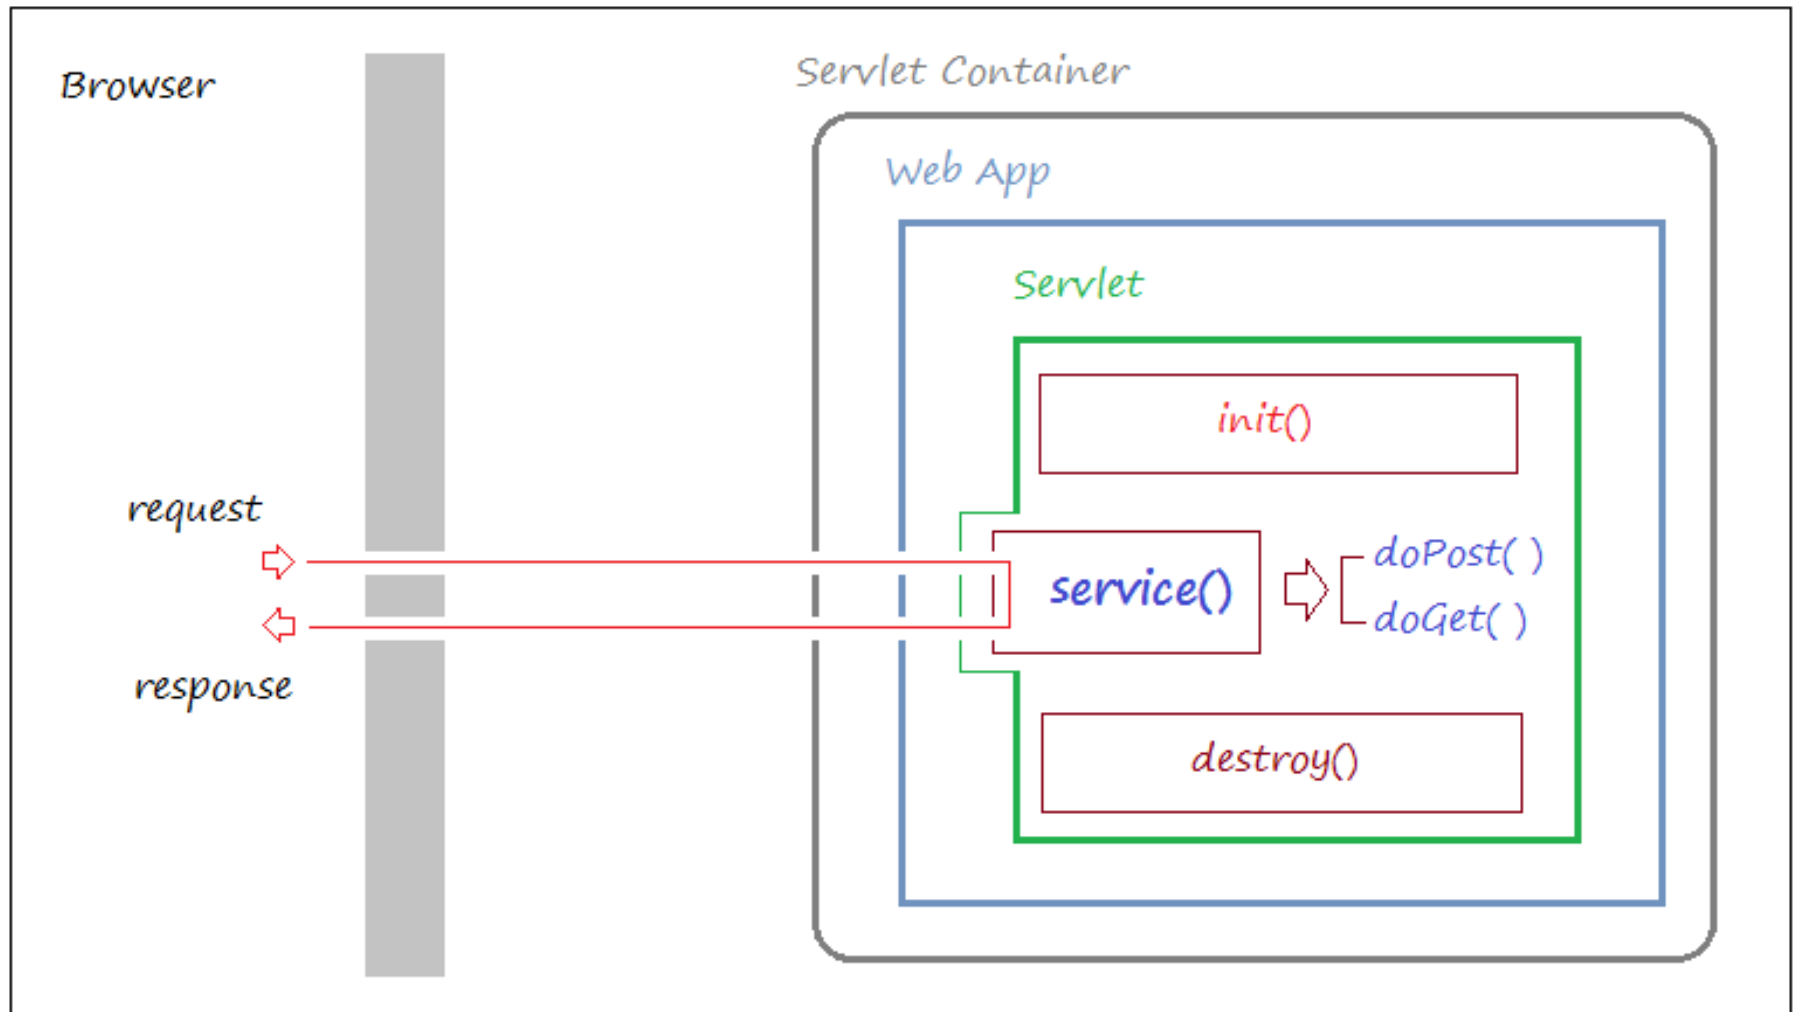 Browser
Servlet Container
Web App
Servlet
init()
request
service()
doPost( )
doGet( )
response
destroy()